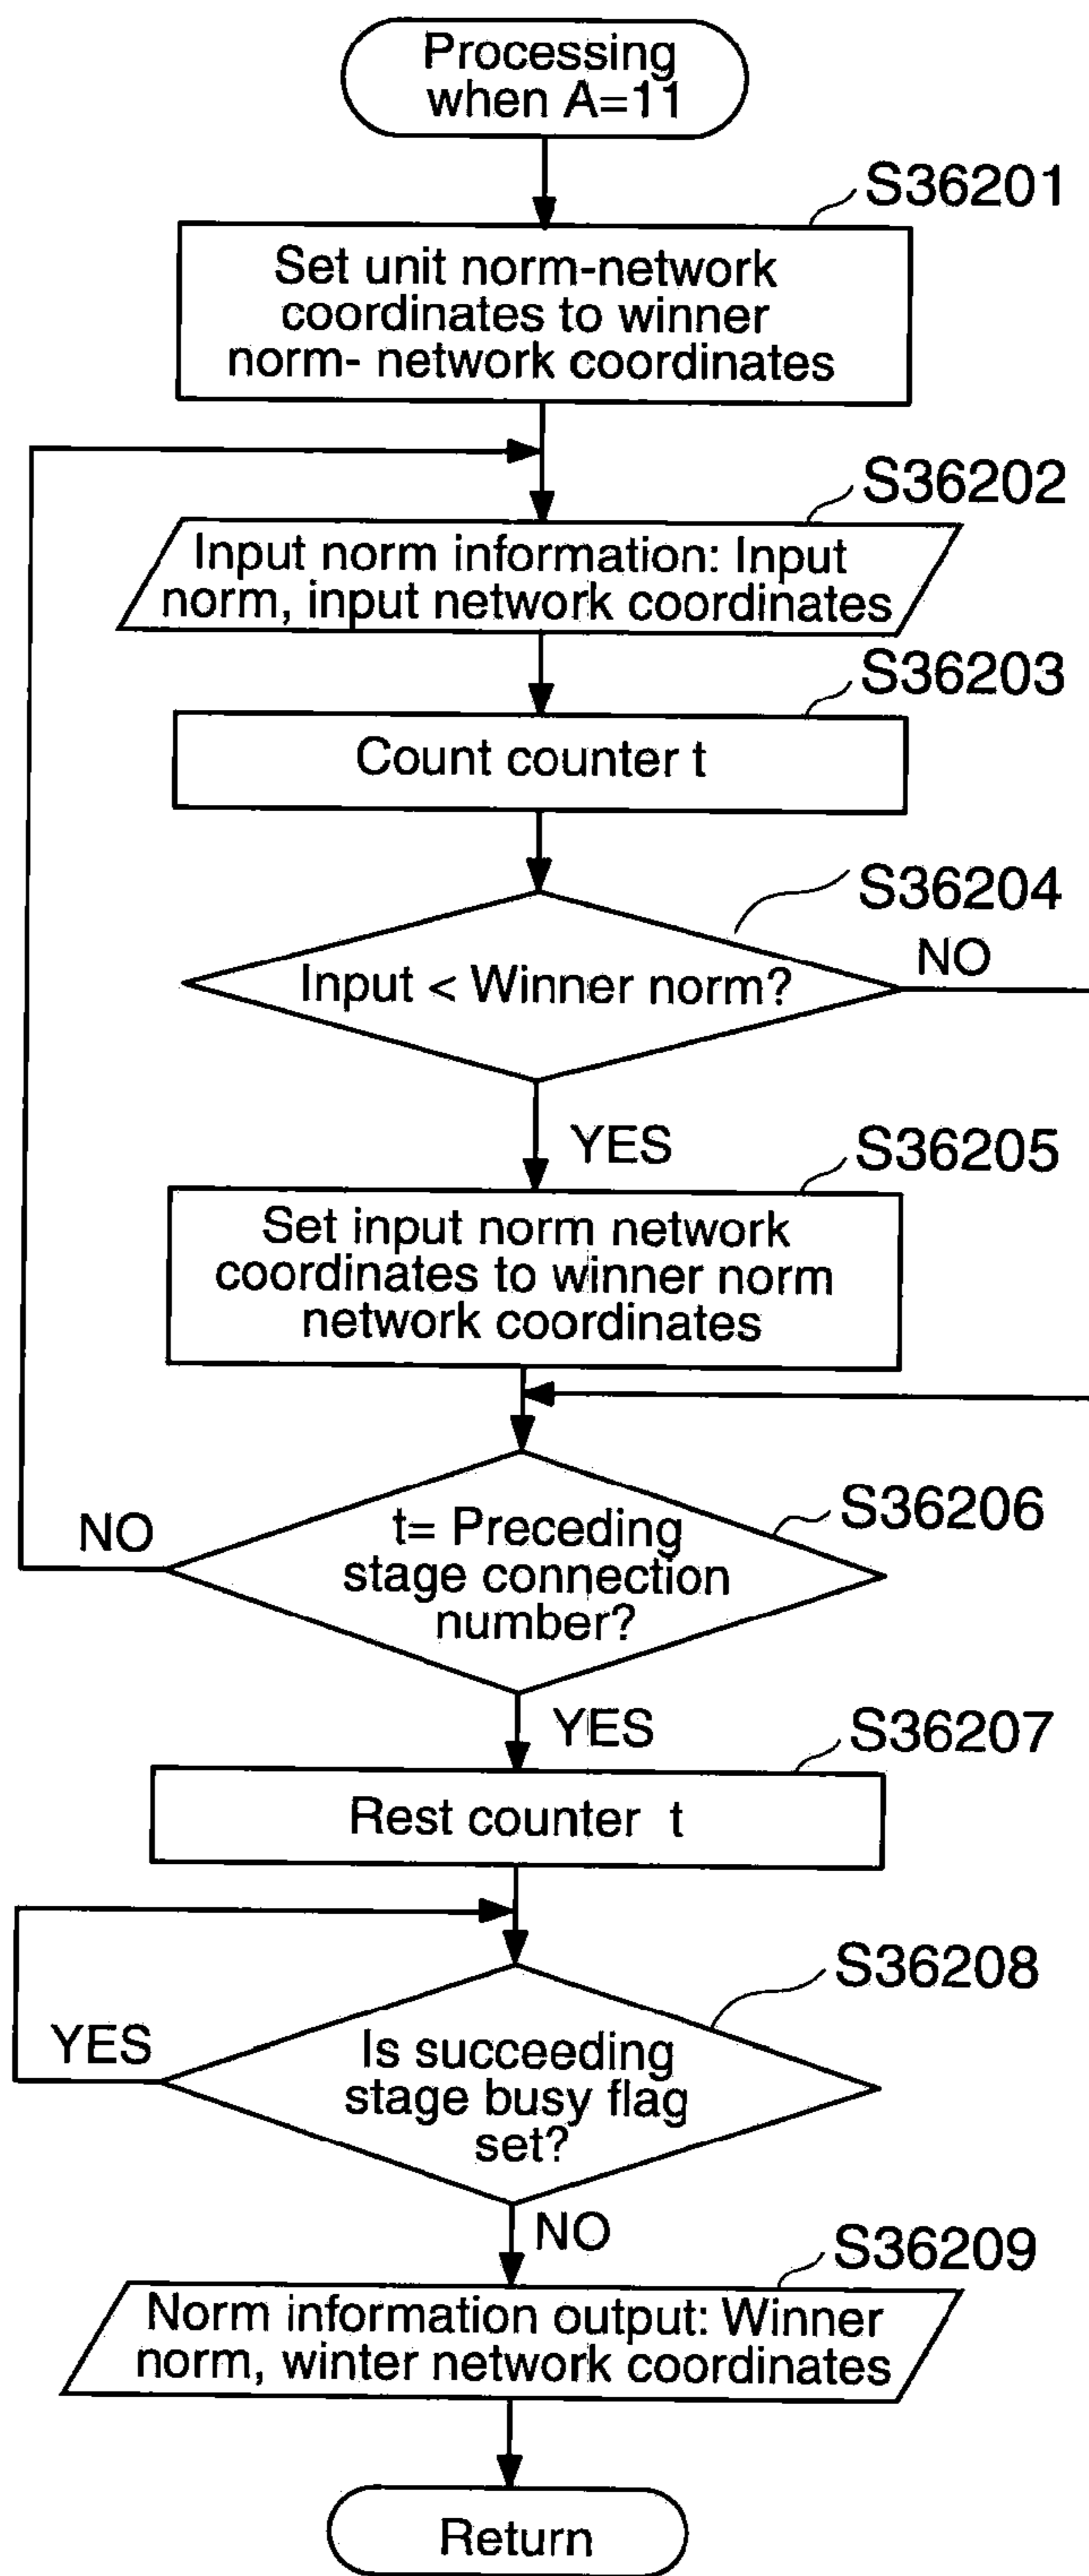 Processing
when A=11
S36201
Set unit norm-network
coordinates to winner
norm- network coordinates
S36202
Input norm information: Input
norm, input network coordinates
S36203
Count counter t
S36204
Input < Winner norm?
NO
YES
S36205
Set input norm network
coordinates to winner norm
network coordinates
S36206
t= Preceding
stage connection
number?
NO
YES
S36207
Rest counter t
S36208
Is succeeding
stage busy flag
set?
YES
NO
S36209
Norm information output: Winner
norm, winter network coordinates
Return